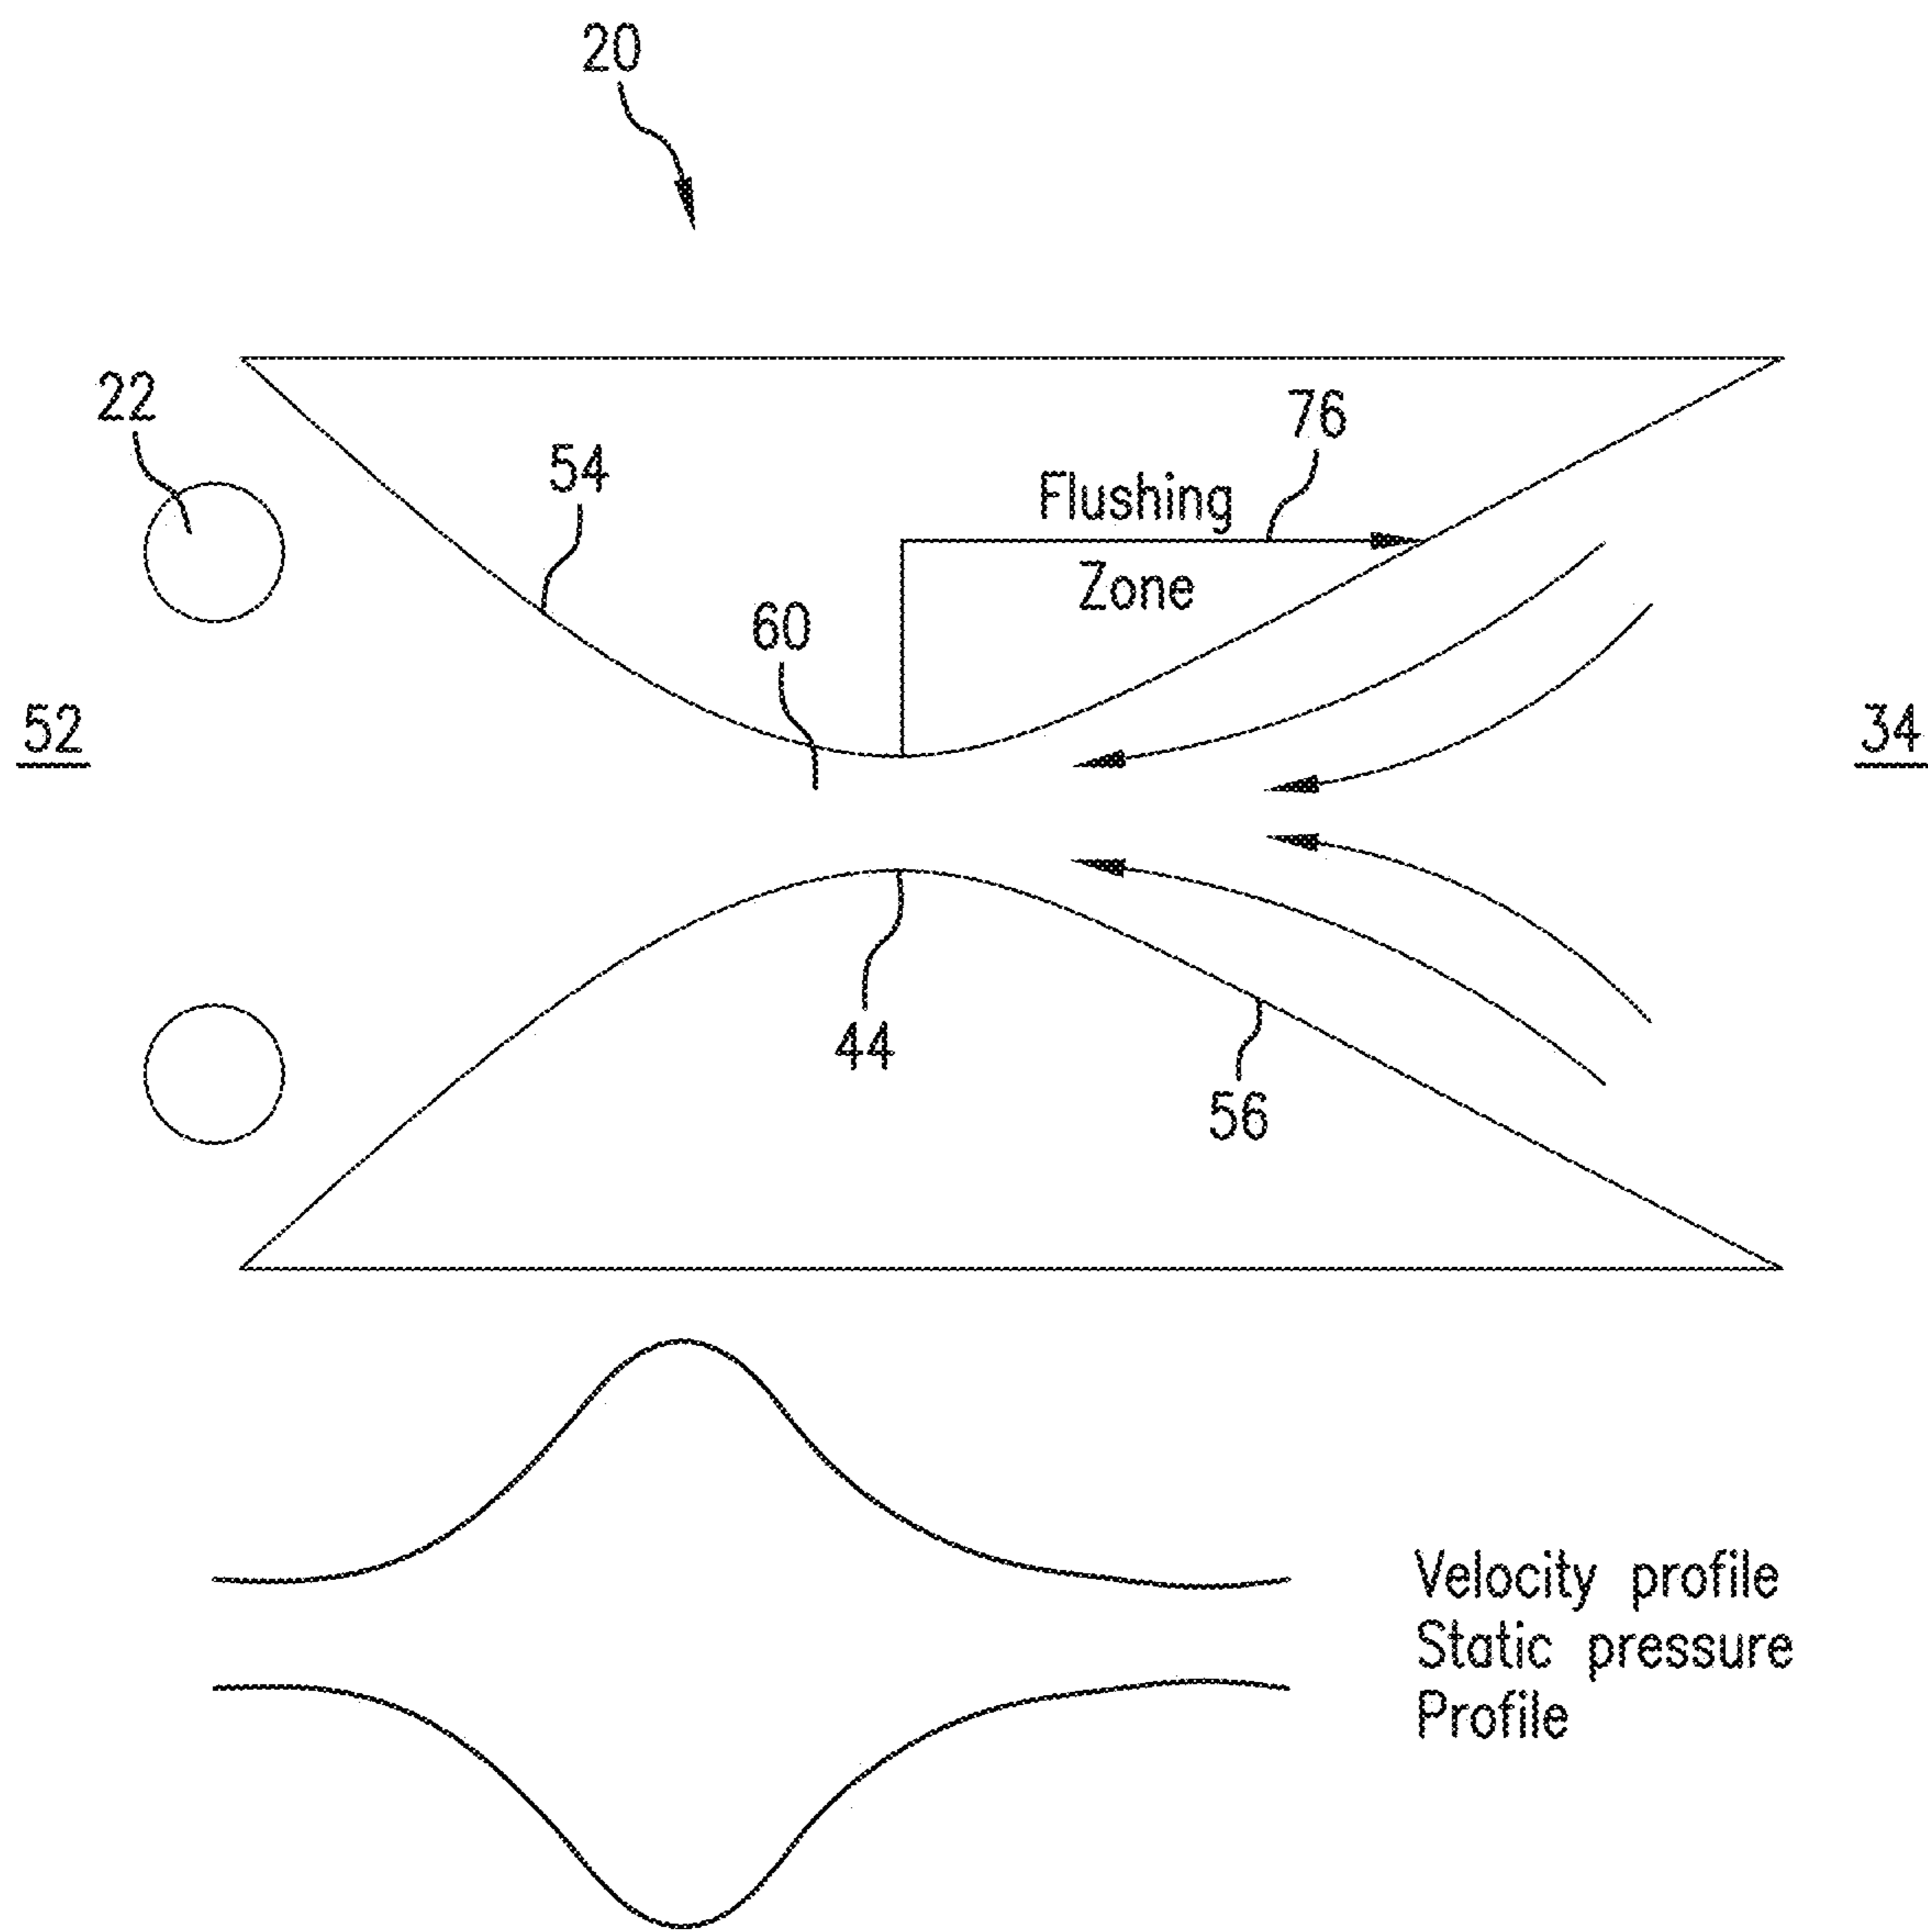 20
22
76
54
Flushing
Zone
60
52
34
44
56
Velocity profile
Static pressure
Profile